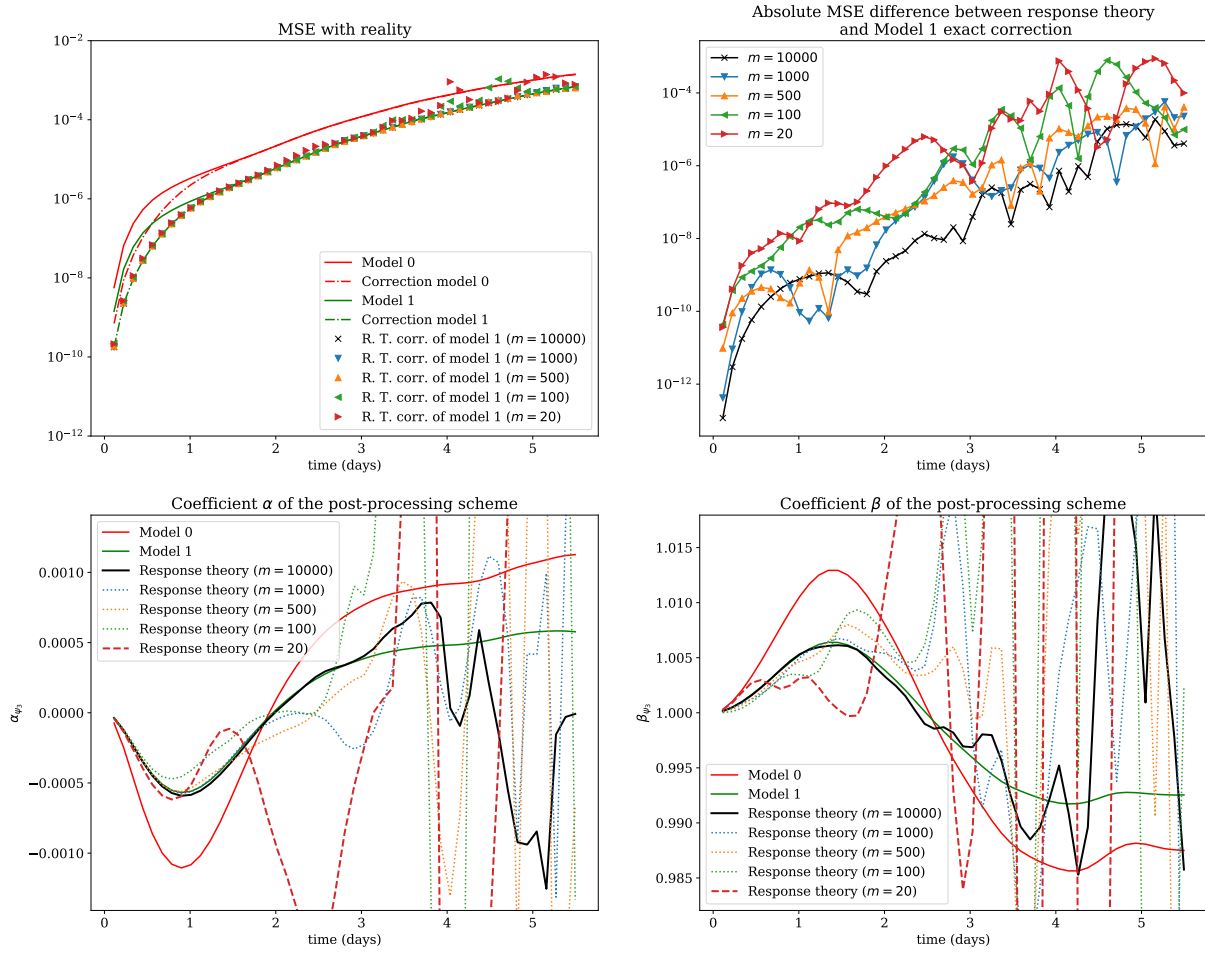 MSE with reality
10⁻²
10⁻⁴
10⁻⁶
10⁻⁸
10⁻¹⁰
10⁻¹²
Model 0
Correction model 0
Model 1
Correction model 1
R. T. corr. of model 1 (m = 10000)
R. T. corr. of model 1 (m = 1000)
R. T. corr. of model 1 (m = 500)
R. T. corr. of model 1 (m = 100)
R. T. corr. of model 1 (m = 20)
0 1 2 3 4 5
time (days)
Absolute MSE difference between response theory
and Model 1 exact correction
m = 10000
m = 1000
m = 500
m = 100
m = 20
10⁻⁴
10⁻⁶
10⁻⁸
10⁻¹⁰
10⁻¹²
0 1 2 3 4 5
time (days)
Coefficient α of the post-processing scheme
Model 0
Model 1
Response theory (m = 10000)
Response theory (m = 1000)
Response theory (m = 500)
Response theory (m = 100)
Response theory (m = 20)
0.0010
0.0005
0.0000
−0.0005
−0.0010
α_ψ₃
0 1 2 3 4 5
time (days)
Coefficient β of the post-processing scheme
1.015
1.010
1.005
1.000
0.995
0.990
0.985
β_ψ₃
Model 0
Model 1
Response theory (m = 10000)
Response theory (m = 1000)
Response theory (m = 500)
Response theory (m = 100)
Response theory (m = 20)
0 1 2 3 4 5
time (days)